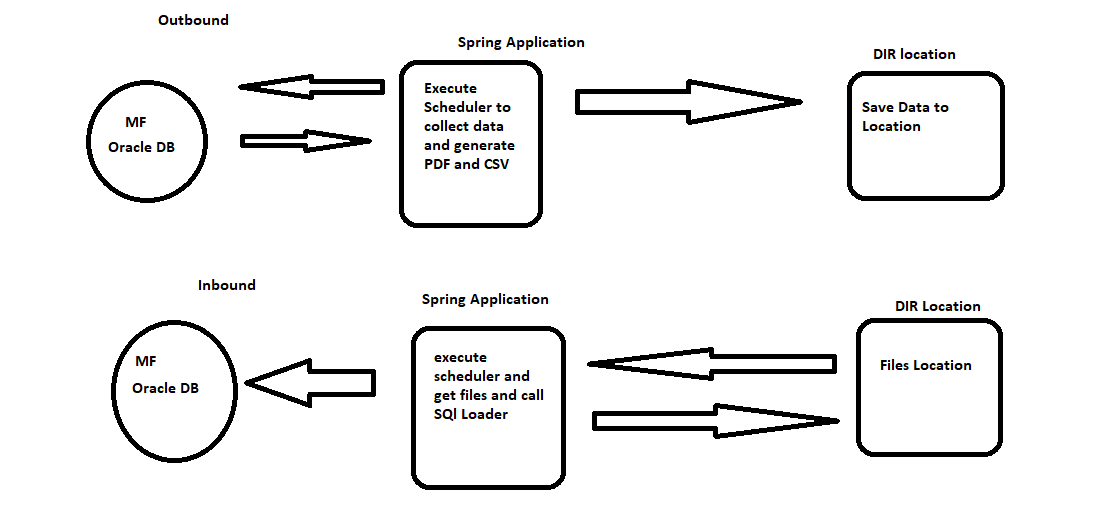 Outbound
Spring Application
DIR location
MF
Oracle DB
Execute
Scheduler to
collect data
and generate
PDF and CSV
Save Data to
Location
Inbound
Spring Application
DIR Location
MF
Oracle DB
execute
scheduler and
get files and call
SQl Loader
Files Location